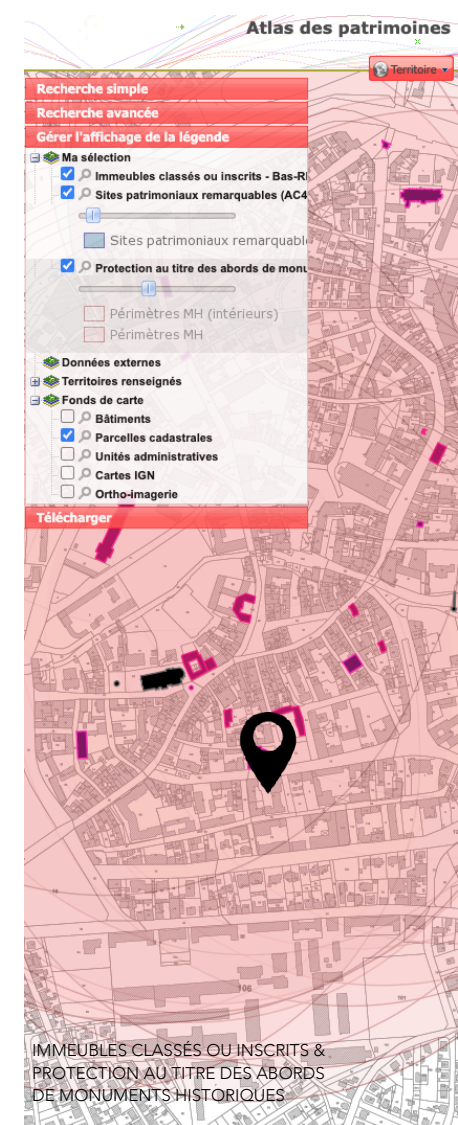 Atlas des patrimoines
Territoire
Recherche simple
Recherche avancée
Gérer l'affichage de la légende
Ma sélection
Immeubles classés ou inscrits - Bas-R
Sites patrimoniaux remarquables (AC4
Sites patrimoniaux remarquabl
Protection au titre des abords de monu
Périmètres MH (intérieurs)
Périmètres MH
Données externes
Territoires renseignés
Fonds de carte
Bâtiments
Parcelles cadastrales
Unités administratives
Cartes IGN
Ortho-imagerie
Télécharger
106
IMMEUBLES CLASSÉS OU INSCRITS &
PROTECTION AU TITRE DES ABORDS
DE MONUMENTS HISTORIQUES